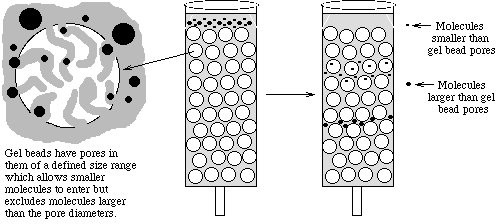 Molecules
smaller than
gel bead pores
Molecules
larger than gel
bead pores
Gel beads have pores in
them of a defined size range
which allows smaller
molecules to enter but
excludes molecules larger
than the pore diameters.